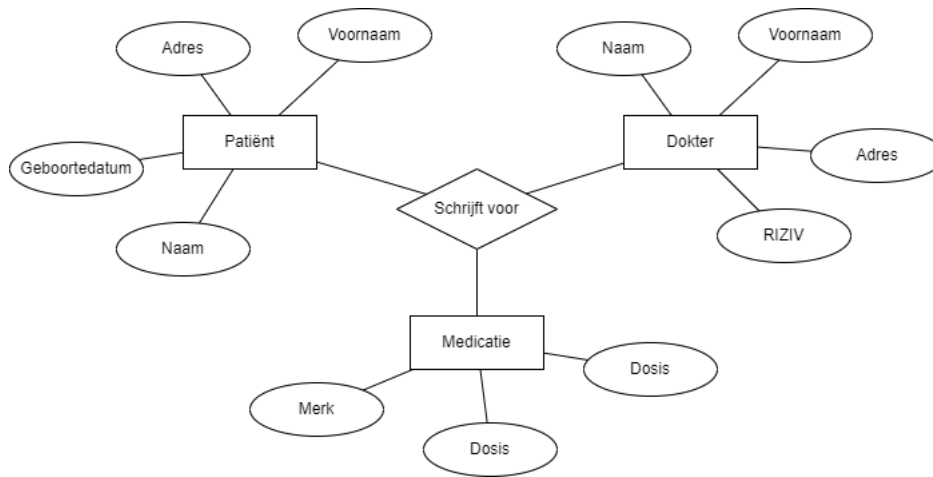 Voornaam
Adres
Patiënt
Geboortedatum
Naam
Naam
Voornaam
Dokter
Adres
RIZIV
Schrijft voor
Medicatie
Merk
Dosis
Dosis